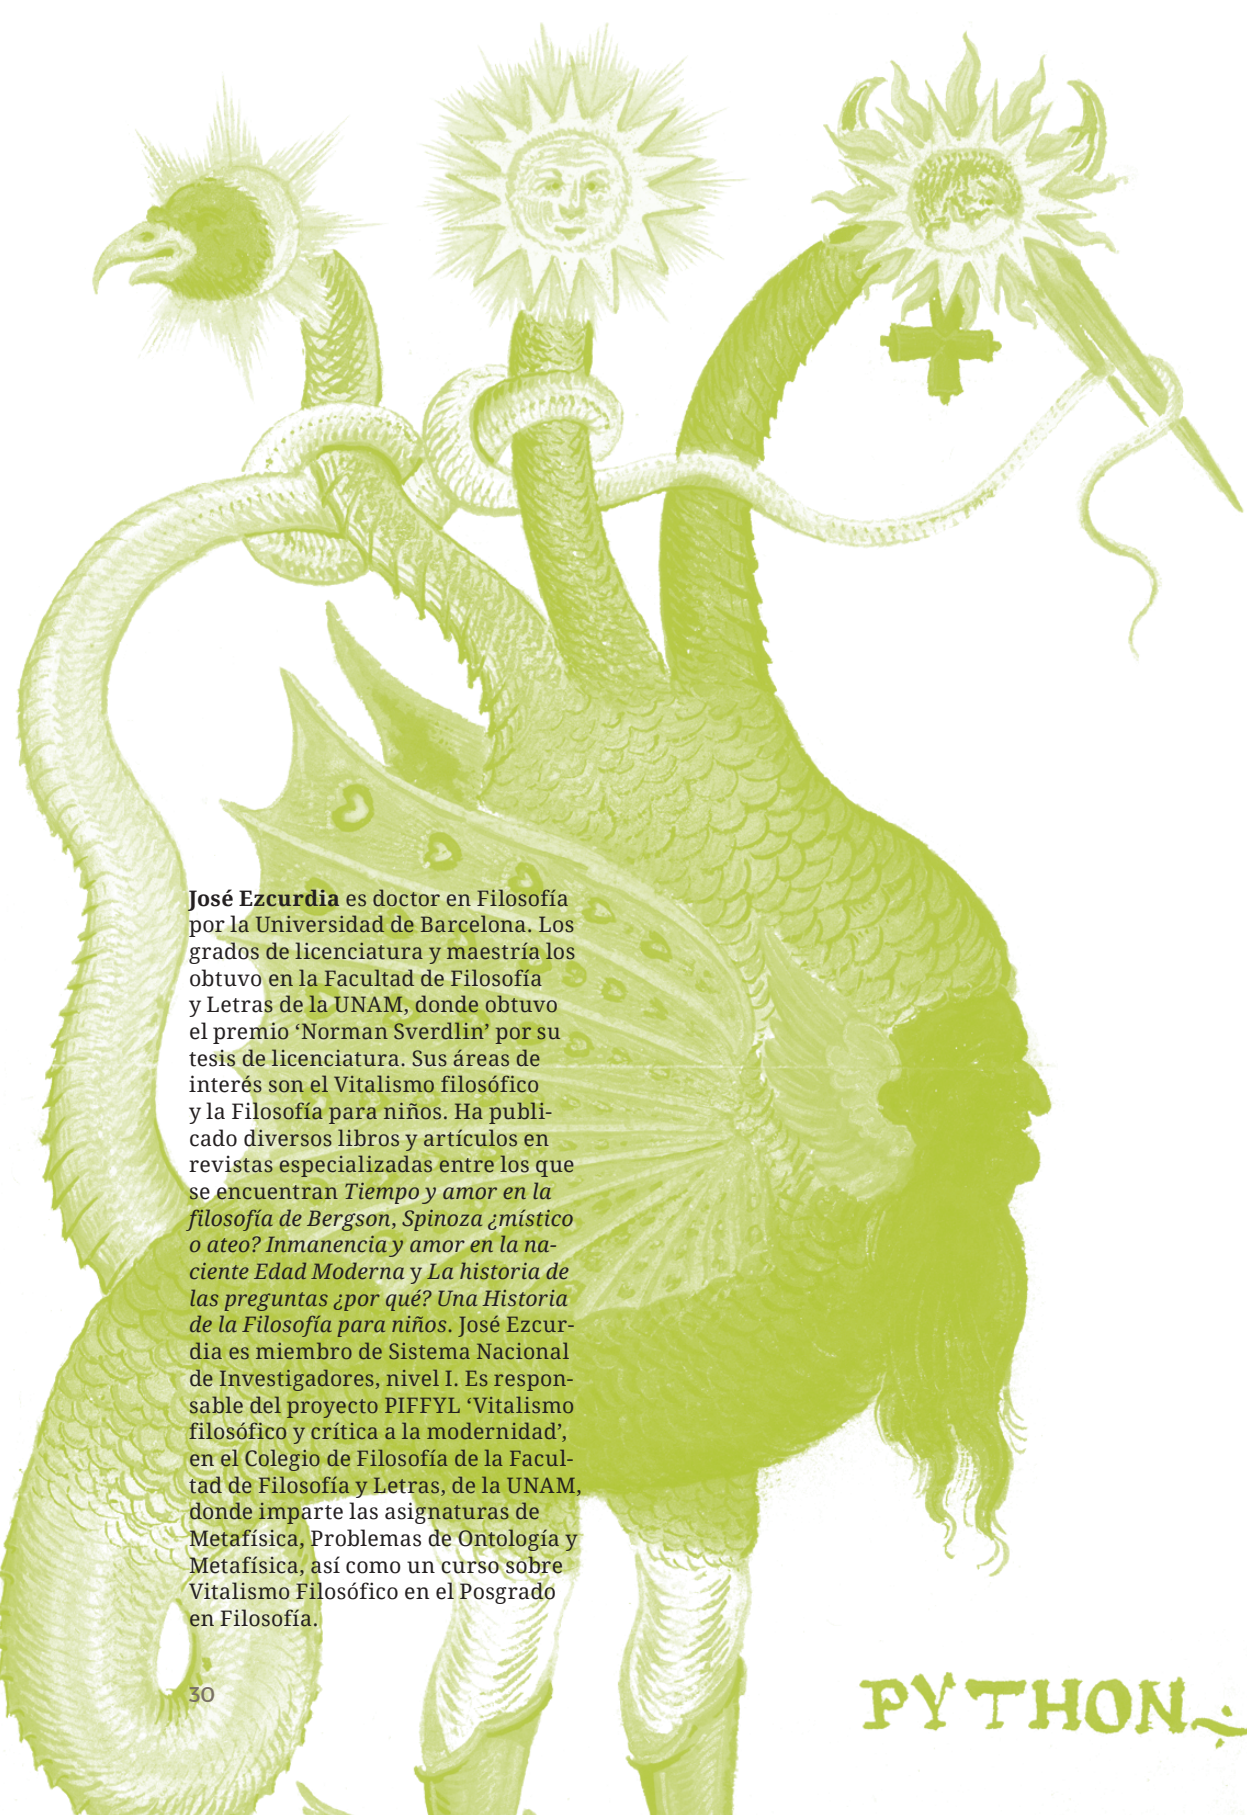 José Ezcurdia es doctor en Filosofía
por la Universidad de Barcelona. Los
grados de licenciatura y maestría los
obtuvo en la Facultad de Filosofía
y Letras de la UNAM, donde obtuvo
el premio ‘Norman Sverdlin’ por su
tesis de licenciatura. Sus áreas de
interés son el Vitalismo filosófico
y la Filosofía para niños. Ha publi-
cado diversos libros y artículos en
revistas especializadas entre los que
se encuentran Tiempo y amor en la
filosofía de Bergson, Spinoza ¿místico
o ateo? Inmanencia y amor en la na-
ciente Edad Moderna y La historia de
las preguntas ¿por qué? Una Historia
de la Filosofía para niños. José Ezcur-
dia es miembro de Sistema Nacional
de Investigadores, nivel I. Es respon-
sable del proyecto PIFFYL ‘Vitalismo
filosófico y crítica a la modernidad’,
en el Colegio de Filosofía de la Facul-
tad de Filosofía y Letras, de la UNAM,
donde imparte las asignaturas de
Metafísica, Problemas de Ontología y
Metafísica, así como un curso sobre
Vitalismo Filosófico en el Posgrado
en Filosofía.
30
PYTHON